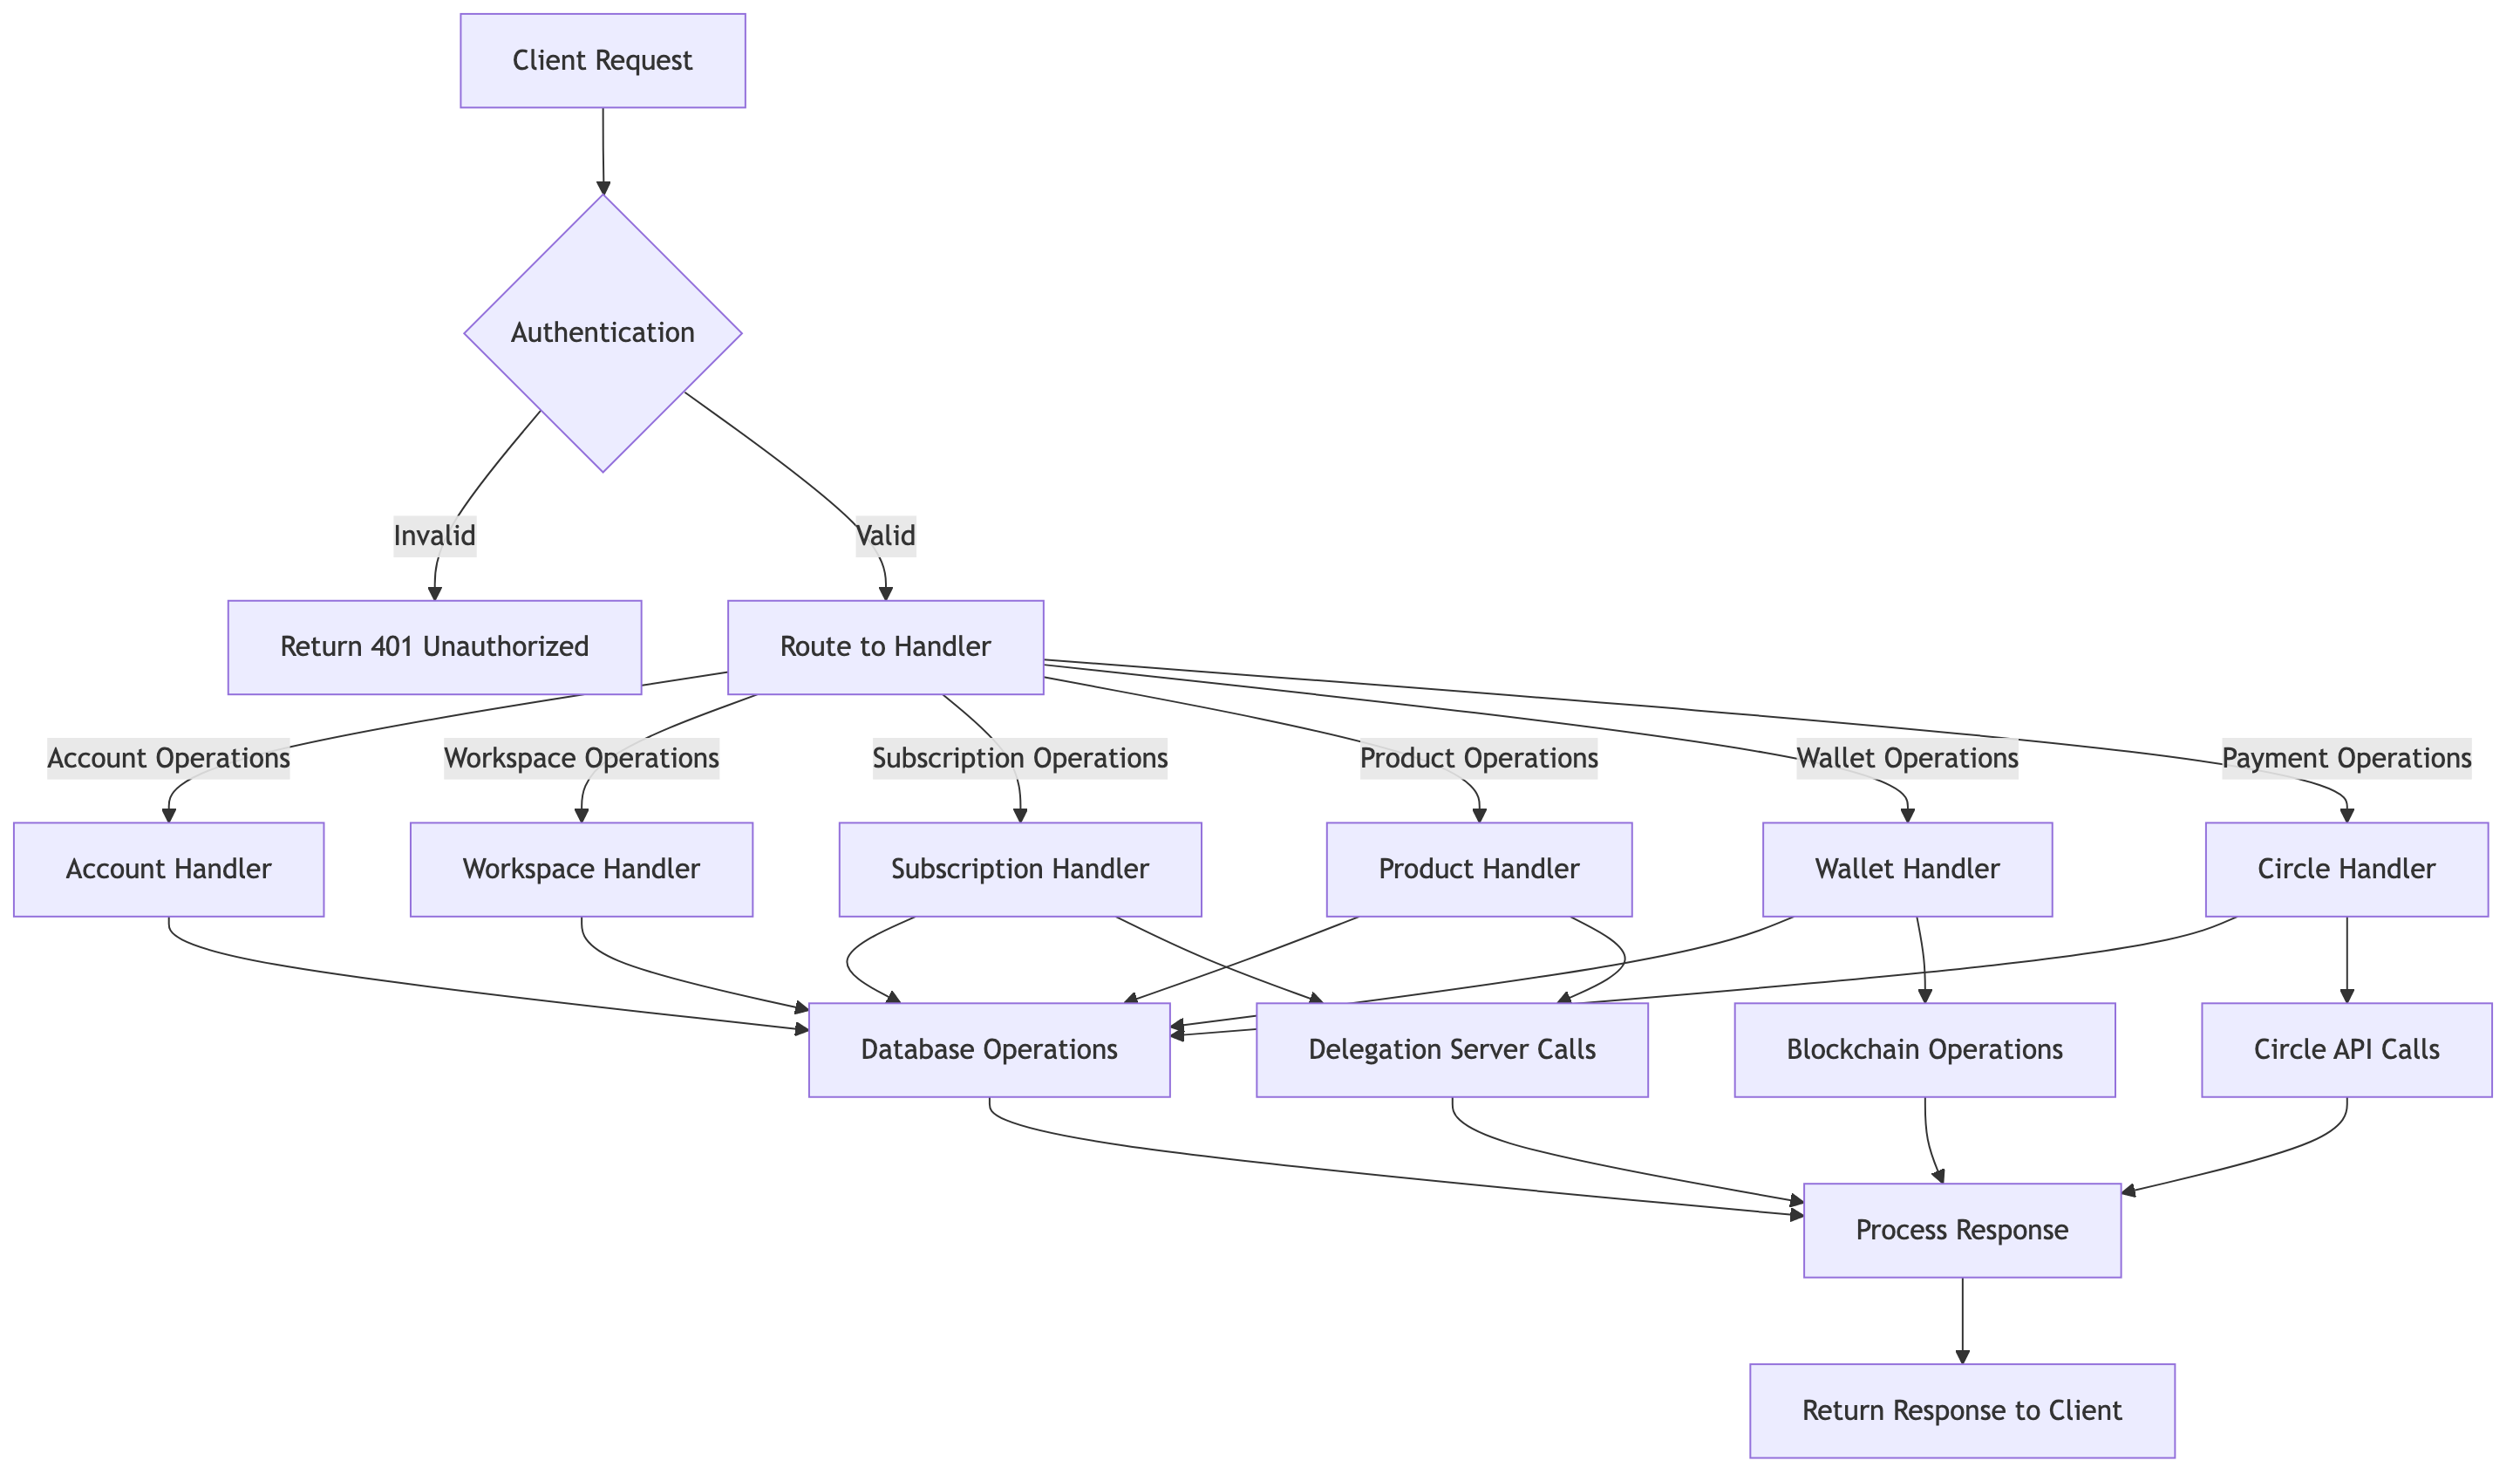 Client Request
Authentication
Invalid
Valid
Return 401 Unauthorized
Route to Handler
Account Operations
Workspace Operations
Subscription Operations
Product Operations
Wallet Operations
Payment Operations
Account Handler
Workspace Handler
Subscription Handler
Product Handler
Wallet Handler
Circle Handler
Database Operations
Delegation Server Calls
Blockchain Operations
Circle API Calls
Process Response
Return Response to Client